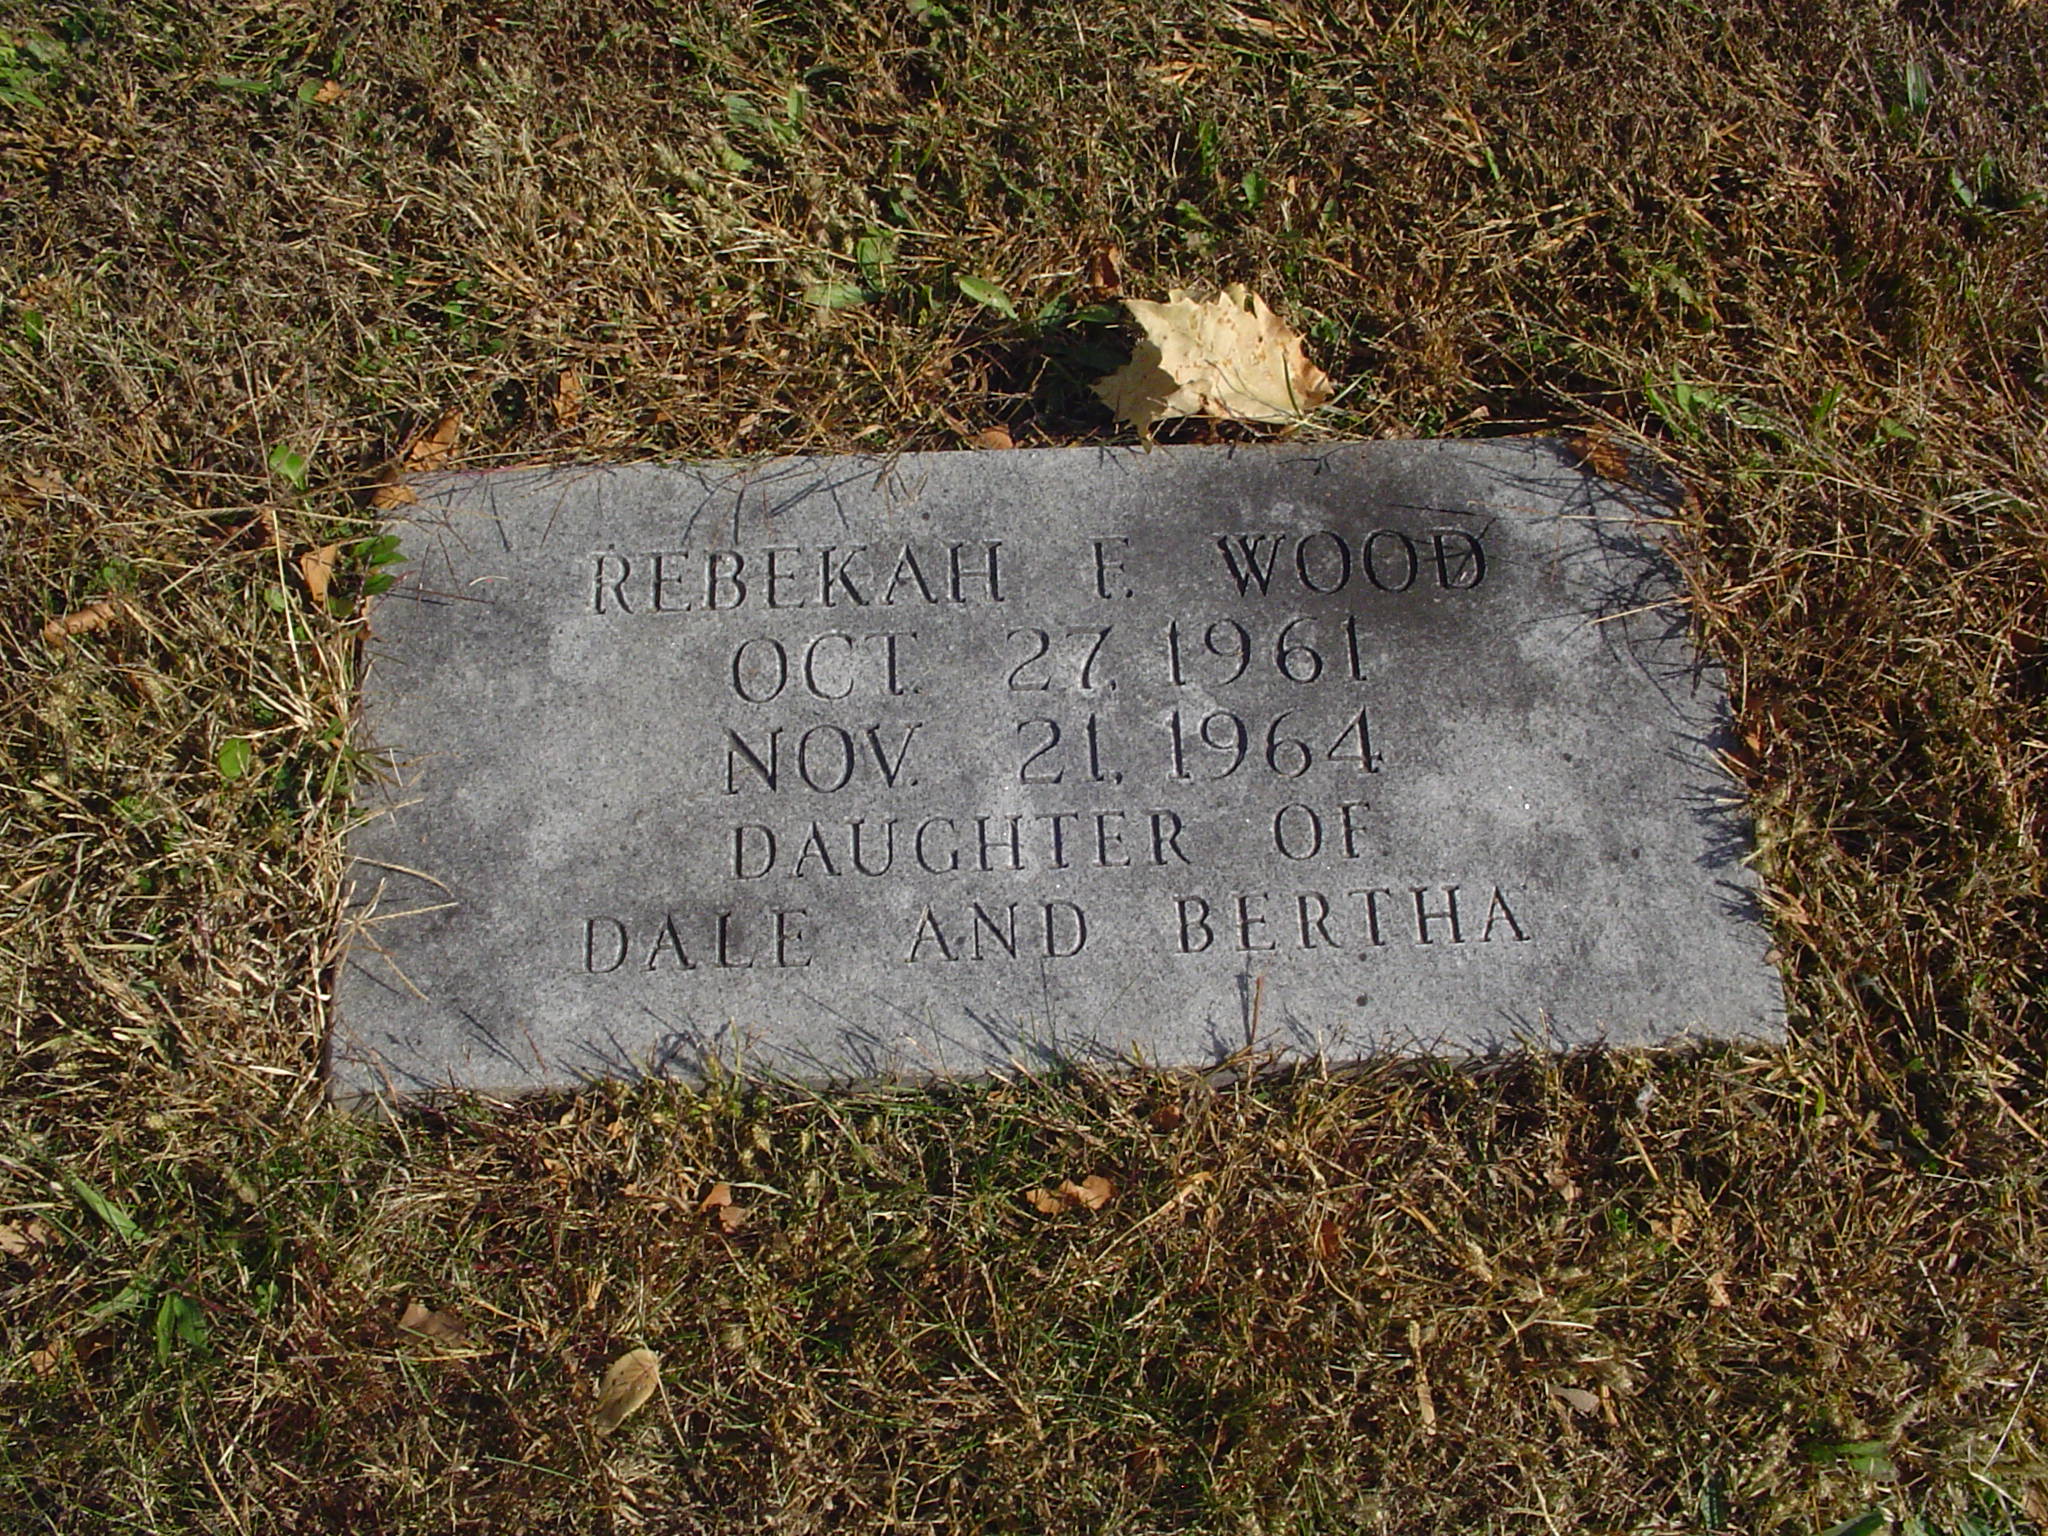 REBEKAH F. WOOD
OCT. 27, 1961
NOV. 21, 1964
DAUGHTER OF
DALE AND BERTHA